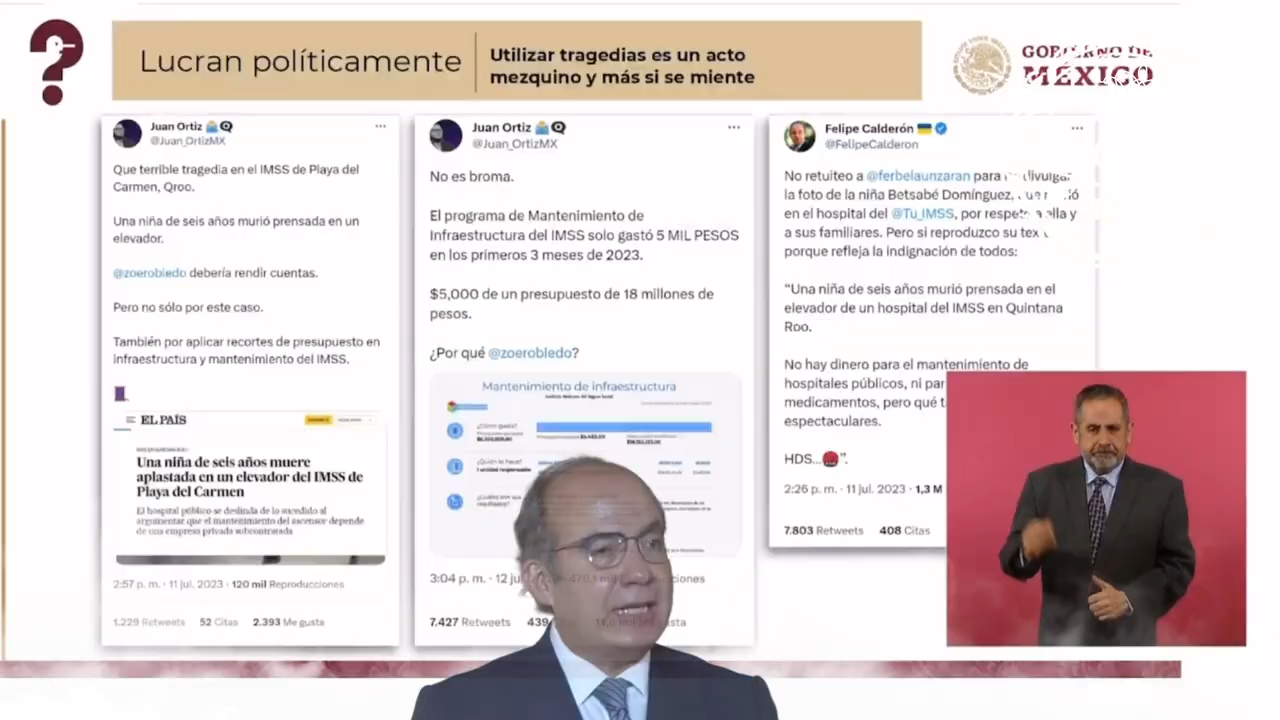 Lucran políticamente
Utilizar tragedias es un acto
mezquino y más si se miente
GOBIERNO DE
MÉXICO
Juan Ortiz
@Juan_OrtizMX
Que terrible tragedia en el IMSS de Playa del
Carmen, Qroo.
Una niña de seis años murió prensada en un
elevador.
@zoerobledo debería rendir cuentas.
Pero no sólo por este caso.
También por aplicar recortes de presupuesto en
infraestructura y mantenimiento del IMSS.
EL PAÍS
Una niña de seis años muere
aplastada en un elevador del IMSS de
Playa del Carmen
El hospital público se deslinda de lo sucedido al
argumentar que el mantenimiento del ascensor depende
de una empresa privada subcontratada
2:57 p. m. · 11 jul. 2023 · 120 mil Reproducciones
1.229 Retweets 52 Citas 2.393 Me gusta
Juan Ortiz
@Juan_OrtizMX
No es broma.
El programa de Mantenimiento de
Infraestructura del IMSS solo gastó 5 MIL PESOS
en los primeros 3 meses de 2023.
$5,000 de un presupuesto de 18 millones de
pesos.
¿Por qué @zoerobledo?
Mantenimiento de infraestructura
3:04 p. m. · 12
7.427 Retweets
Felipe Calderón
@FelipeCalderon
No retuiteo a @ferbelaunzaran para
la foto de la niña Betsabé Domínguez,
en el hospital del @Tu_IMSS, por respeto a ella y
a sus familiares. Pero si reproduzco su
porque refleja la indignación de todos:
“Una niña de seis años murió prensada en el
elevador de un hospital del IMSS en Quintana
Roo.
No hay dinero para el mantenimiento de
hospitales públicos, ni
medicamentos, pero qué
espectaculares.
HDS... ”.
2:26 p. m. · 11 jul. 2023 · 1,3 M
7.803 Retweets 408 Citas